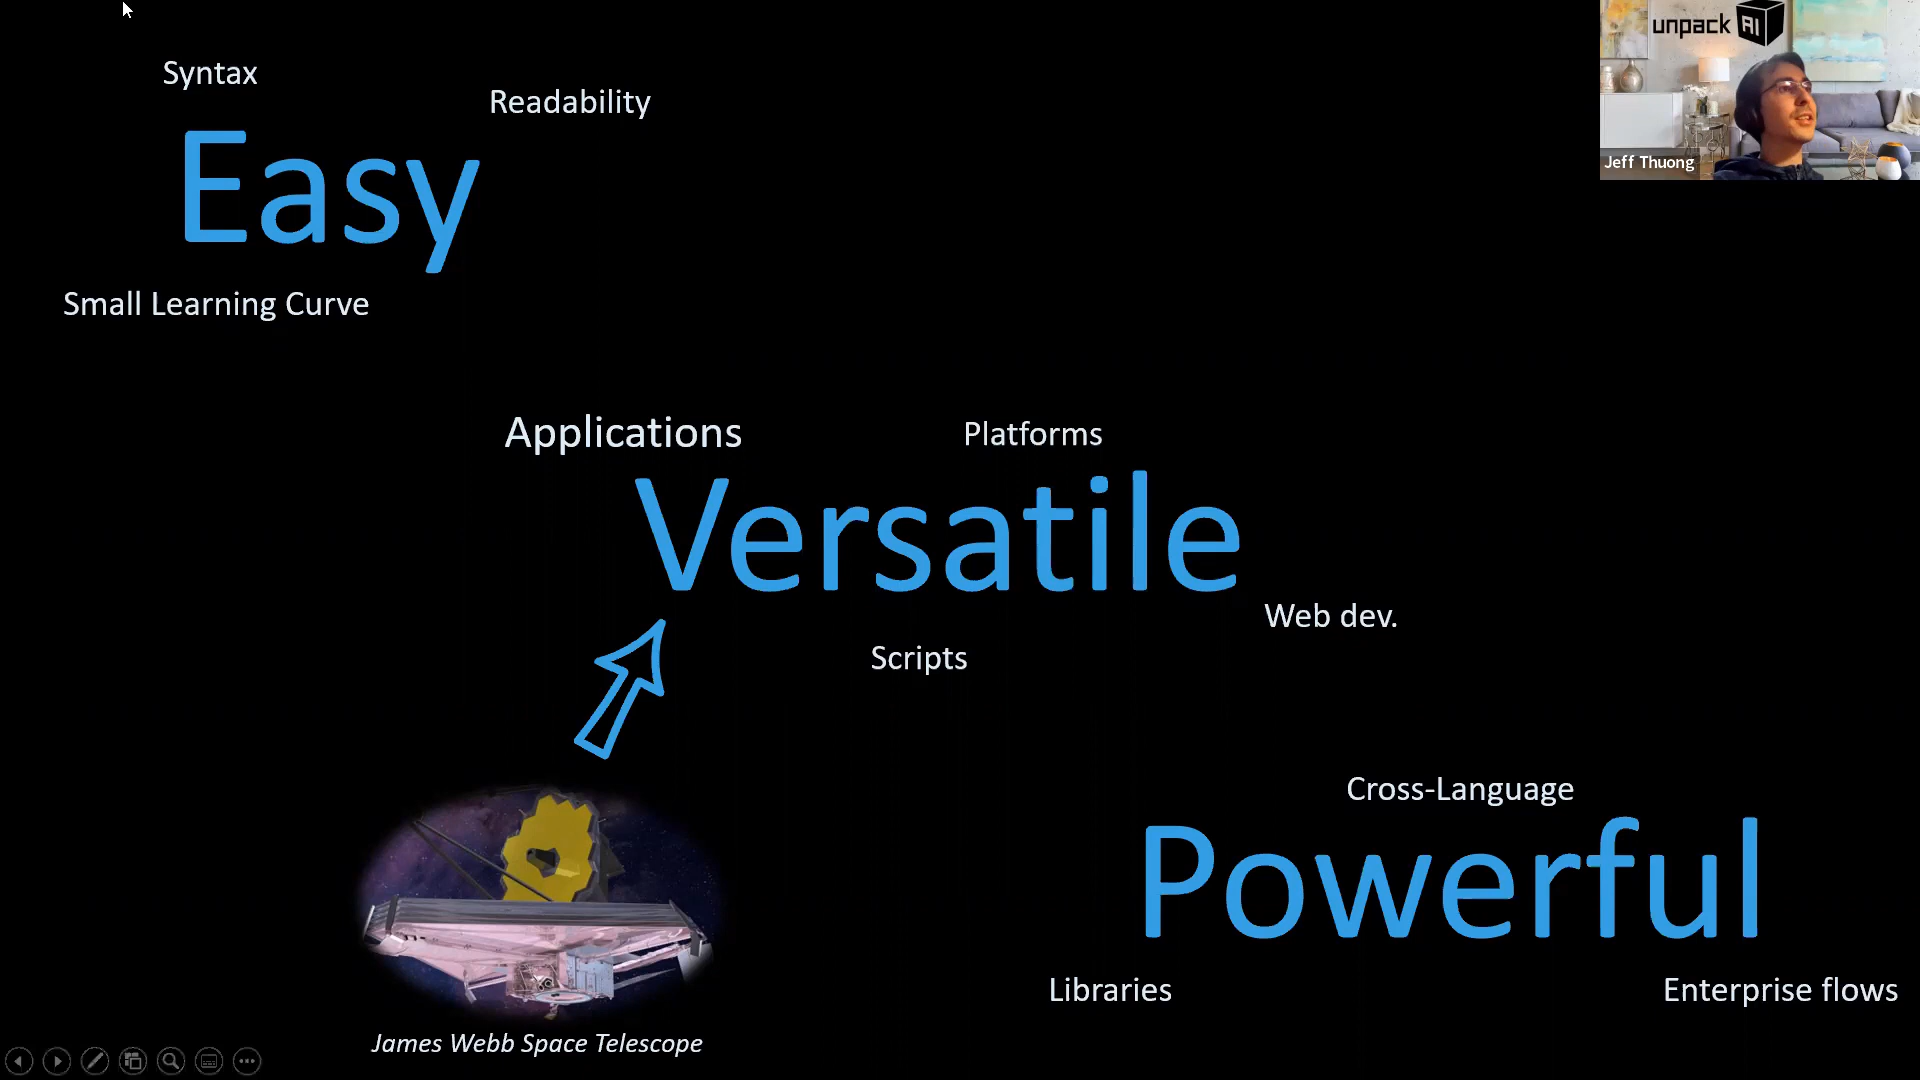 unpack AI
Jeff Thuong
Syntax
Readability
Easy
Small Learning Curve
Applications
Platforms
Versatile
Web dev.
Scripts
Cross-Language
Powerful
Libraries
Enterprise flows
James Webb Space Telescope